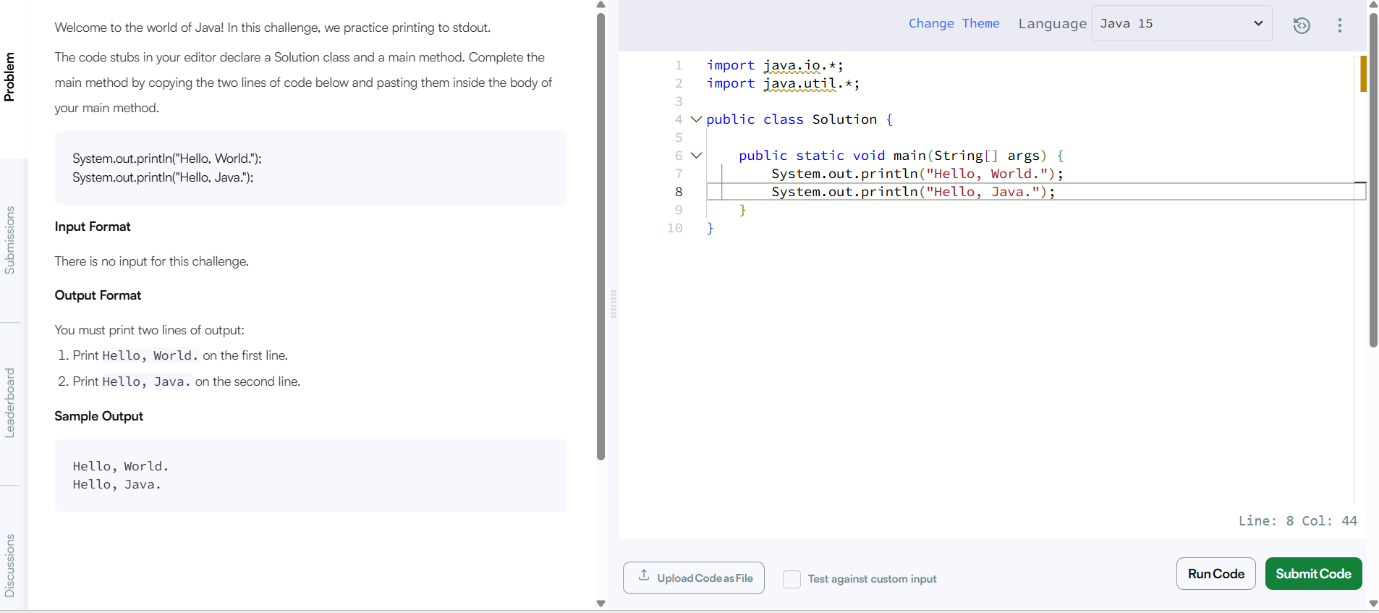 Problem
Submissions
Leaderboard
Discussions
Welcome to the world of Java! In this challenge, we practice printing to stdout.
The code stubs in your editor declare a Solution class and a main method. Complete the
main method by copying the two lines of code below and pasting them inside the body of
your main method.
System.out.println("Hello, World.");
System.out.println("Hello, Java.");
Input Format
There is no input for this challenge.
Output Format
You must print two lines of output:
1. Print Hello, World. on the first line.
2. Print Hello, Java. on the second line.
Sample Output
Hello, World.
Hello, Java.
Change Theme Language Java 15
1 import java.io.*;
2 import java.util.*;
3
4 public class Solution {
5
6     public static void main(String[] args) {
7         System.out.println("Hello, World.");
8         System.out.println("Hello, Java.");
9     }
10 }
Line: 8 Col: 44
Upload Code as File Test against custom input Run Code Submit Code